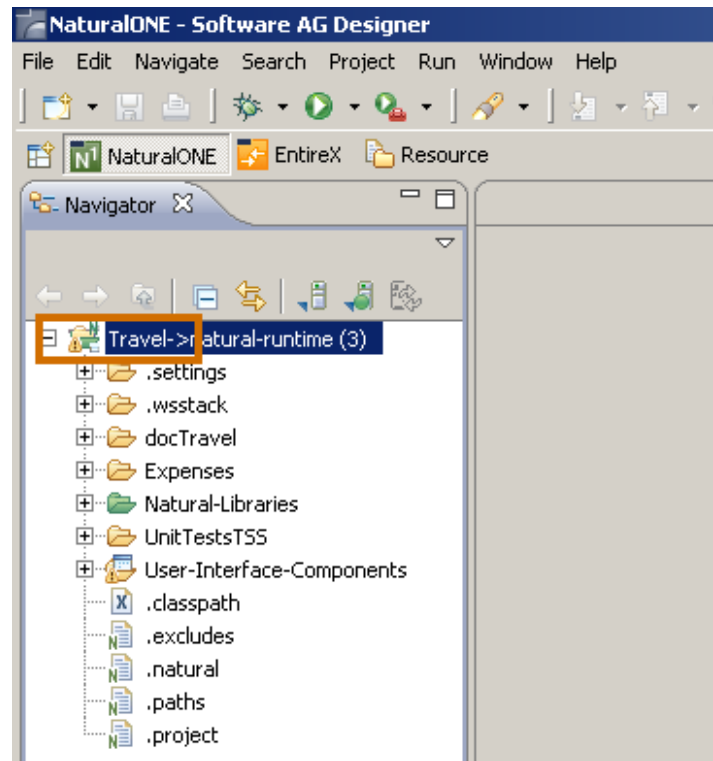 NaturalONE - Software AG Designer
File Edit Navigate Search Project Run Window Help
N1 NaturalONE EntireX Resource
Navigator
Travel->natural-runtime (3)
.settings
.wsstack
docTravel
Expenses
Natural-Libraries
UnitTestsTSS
User-Interface-Components
.classpath
.excludes
.natural
.paths
.project